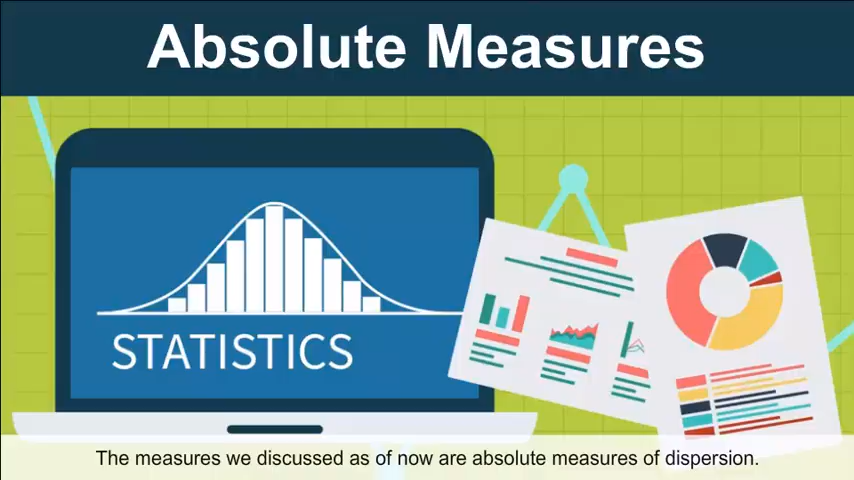 Absolute Measures
STATISTICS
The measures we discussed as of now are absolute measures of dispersion.